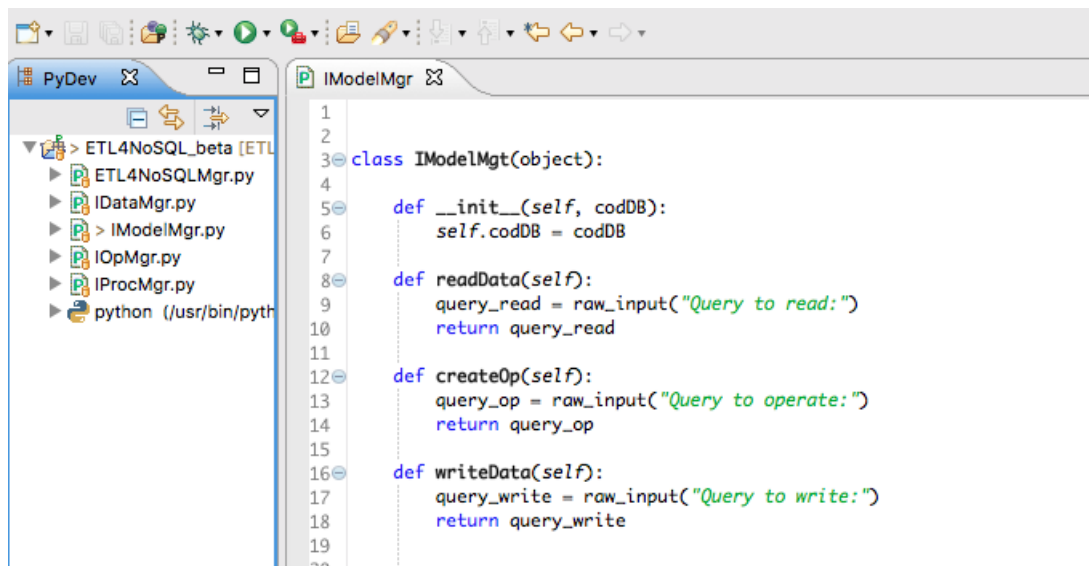 PyDev
IModelMgr
> ETL4NoSQL_beta [ETL
ETL4NoSQLMgr.py
IDataMgr.py
> IModelMgr.py
IOpMgr.py
IProcMgr.py
python (/usr/bin/pyth
1
2
3 class IModelMgt(object):
4
5 def __init__(self, codDB):
6 self.codDB = codDB
7
8 def readData(self):
9 query_read = raw_input("Query to read:")
10 return query_read
11
12 def createOp(self):
13 query_op = raw_input("Query to operate:")
14 return query_op
15
16 def writeData(self):
17 query_write = raw_input("Query to write:")
18 return query_write
19